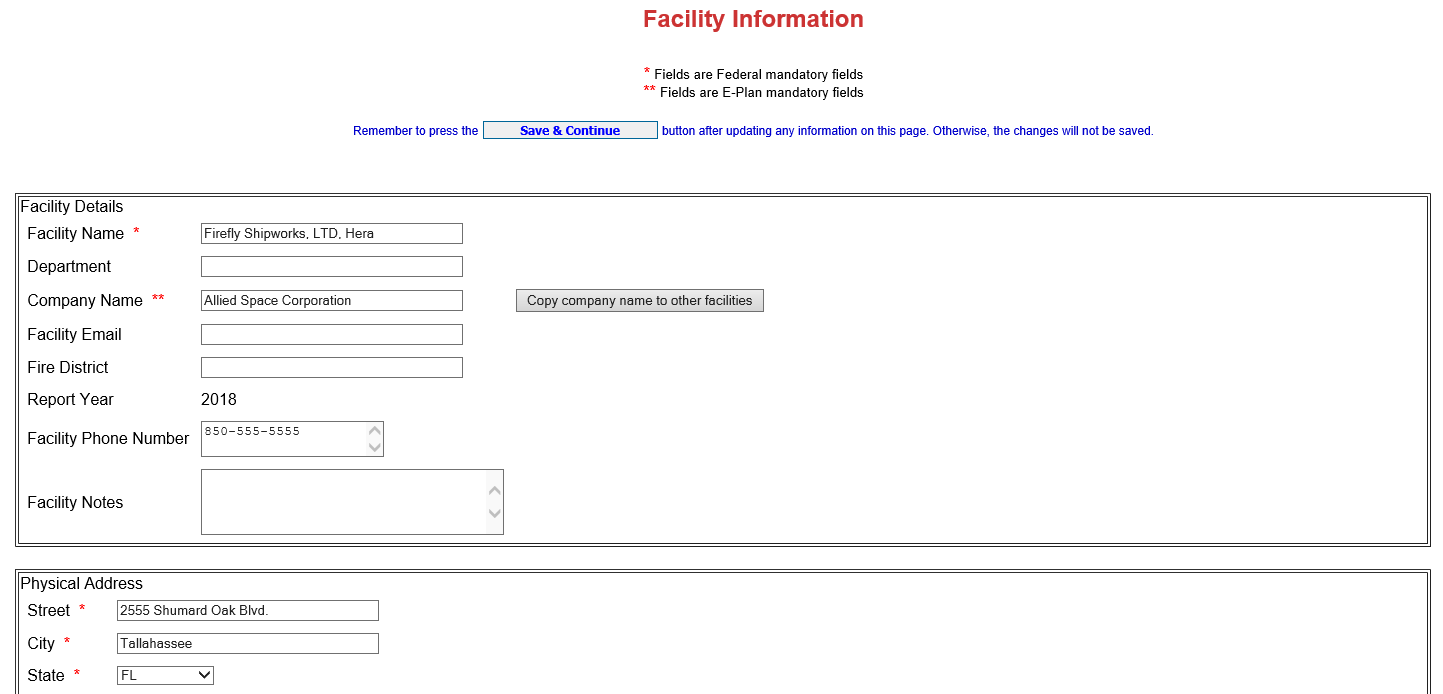 Facility Information
* Fields are Federal mandatory fields
** Fields are E-Plan mandatory fields
Remember to press the Save & Continue button after updating any information on this page. Otherwise, the changes will not be saved.
Facility Details
Facility Name * Firefly Shipworks, LTD, Hera
Department
Company Name ** Allied Space Corporation Copy company name to other facilities
Facility Email
Fire District
Report Year 2018
Facility Phone Number 850-555-5555
Facility Notes
Physical Address
Street * 2555 Shumard Oak Blvd.
City * Tallahassee
State * FL